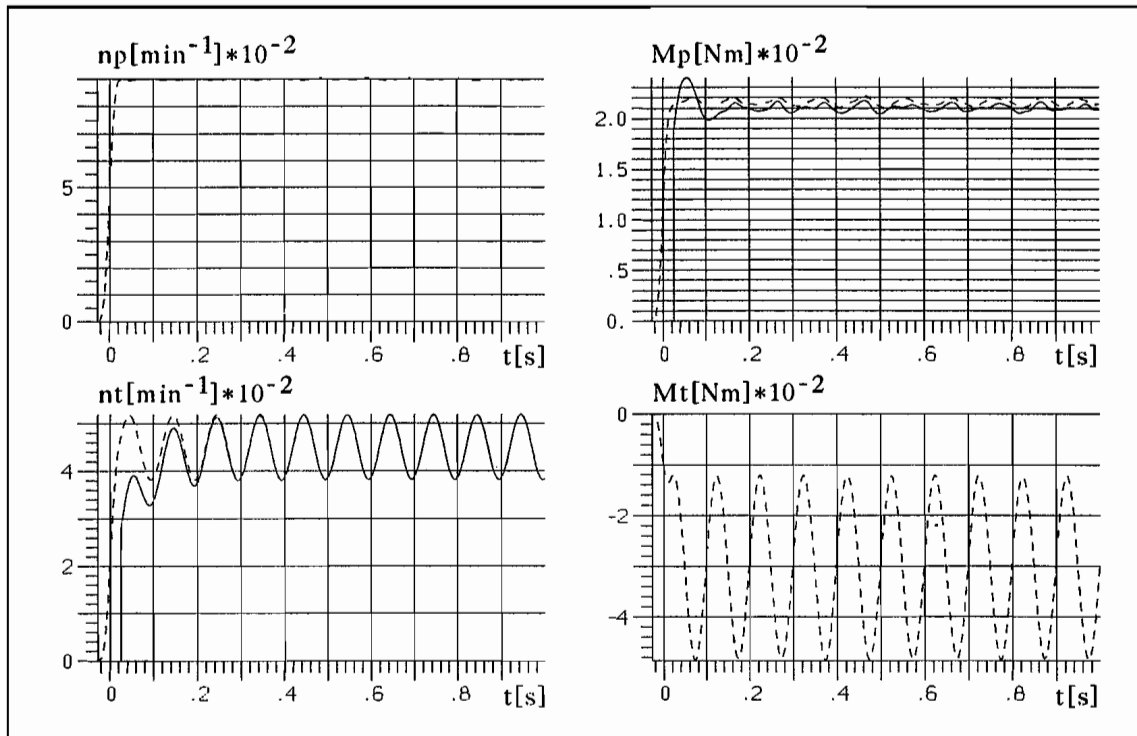 np[min⁻¹]*10⁻²
5
0
0 .2 .4 .6 .8 t[s]
Mp[Nm]*10⁻²
2.0
1.5
1.0
.5
0.
0 .2 .4 .6 .8 t[s]
nt[min⁻¹]*10⁻²
4
2
0
0 .2 .4 .6 .8 t[s]
Mt[Nm]*10⁻²
0
-2
-4
0 .2 .4 .6 .8 t[s]